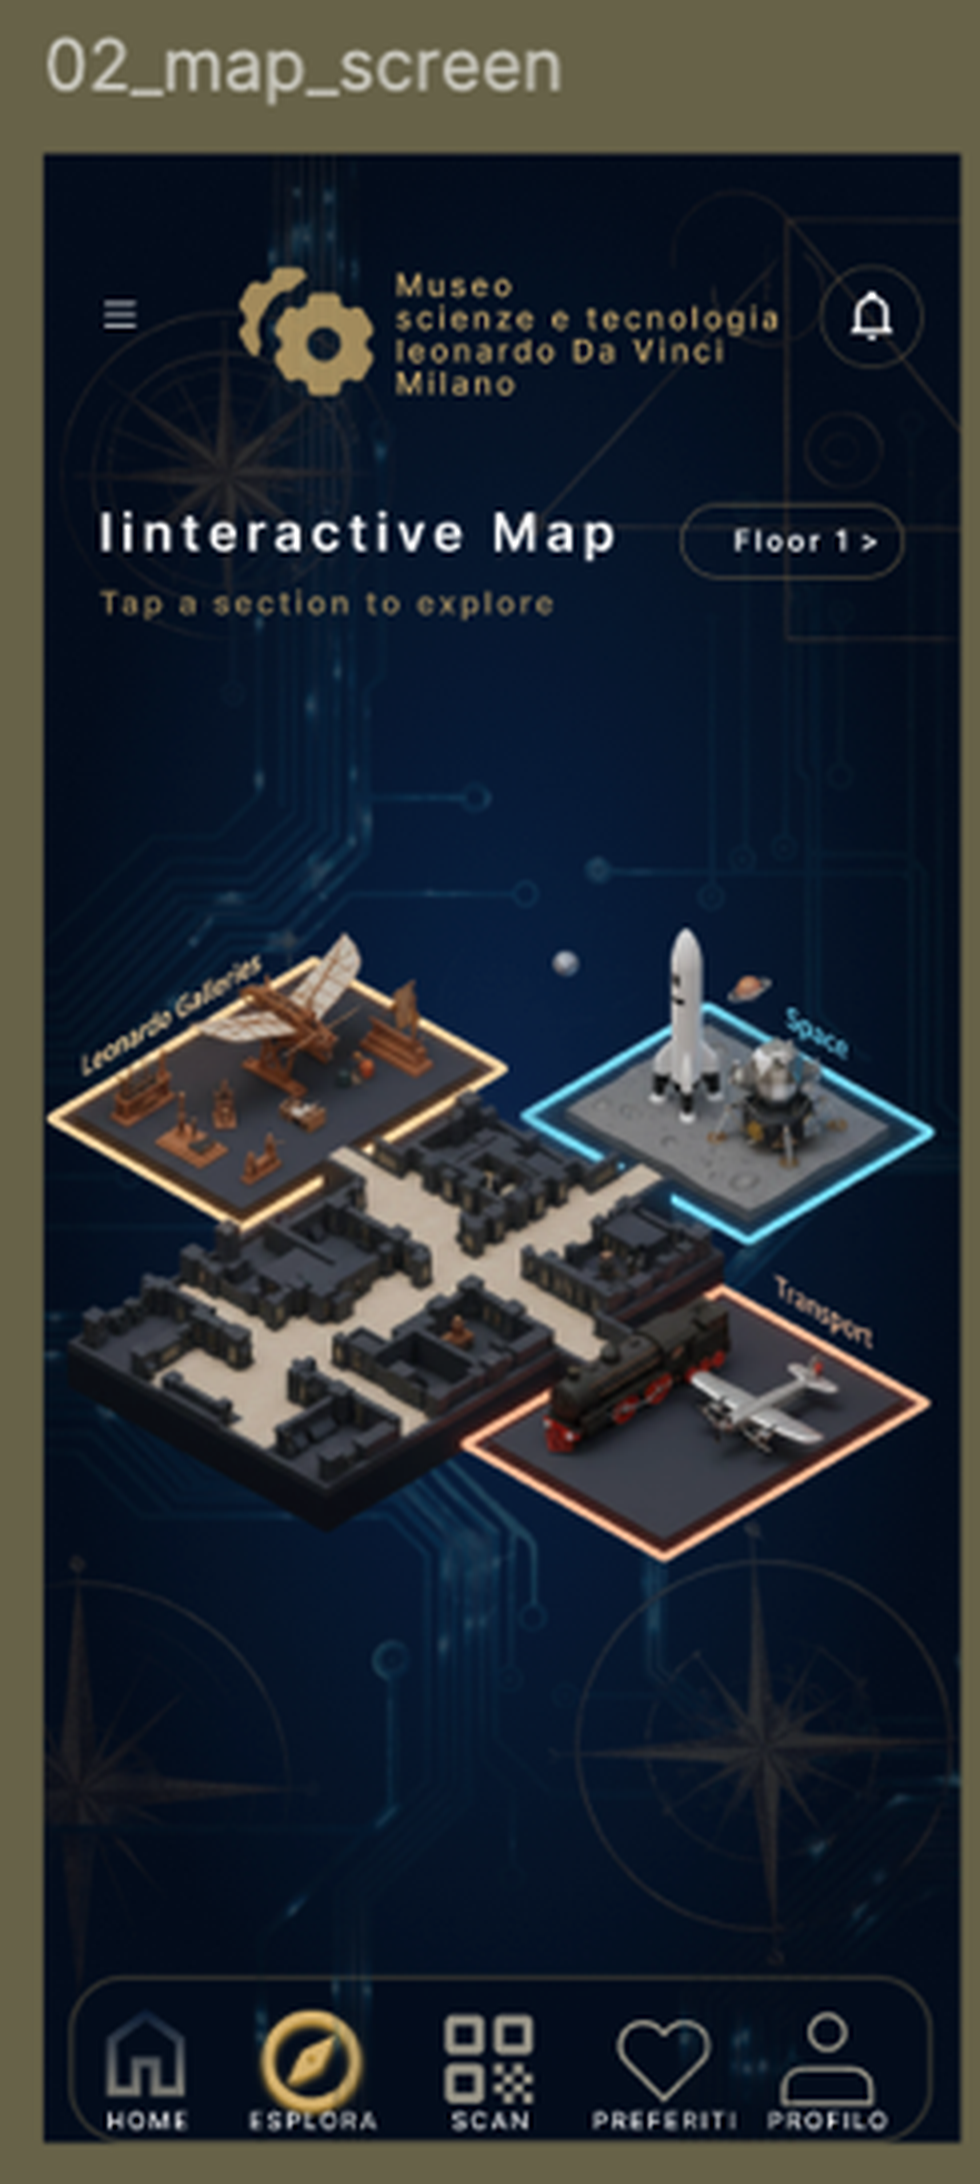 02_map_screen
Museo
scienze e tecnologia
leonardo Da Vinci
Milano
Iinteractive Map
Floor 1 >
Tap a section to explore
Leonardo Galleries
Space
Transport
HOME
ESPLORA
SCAN
PREFERITI
PROFILO